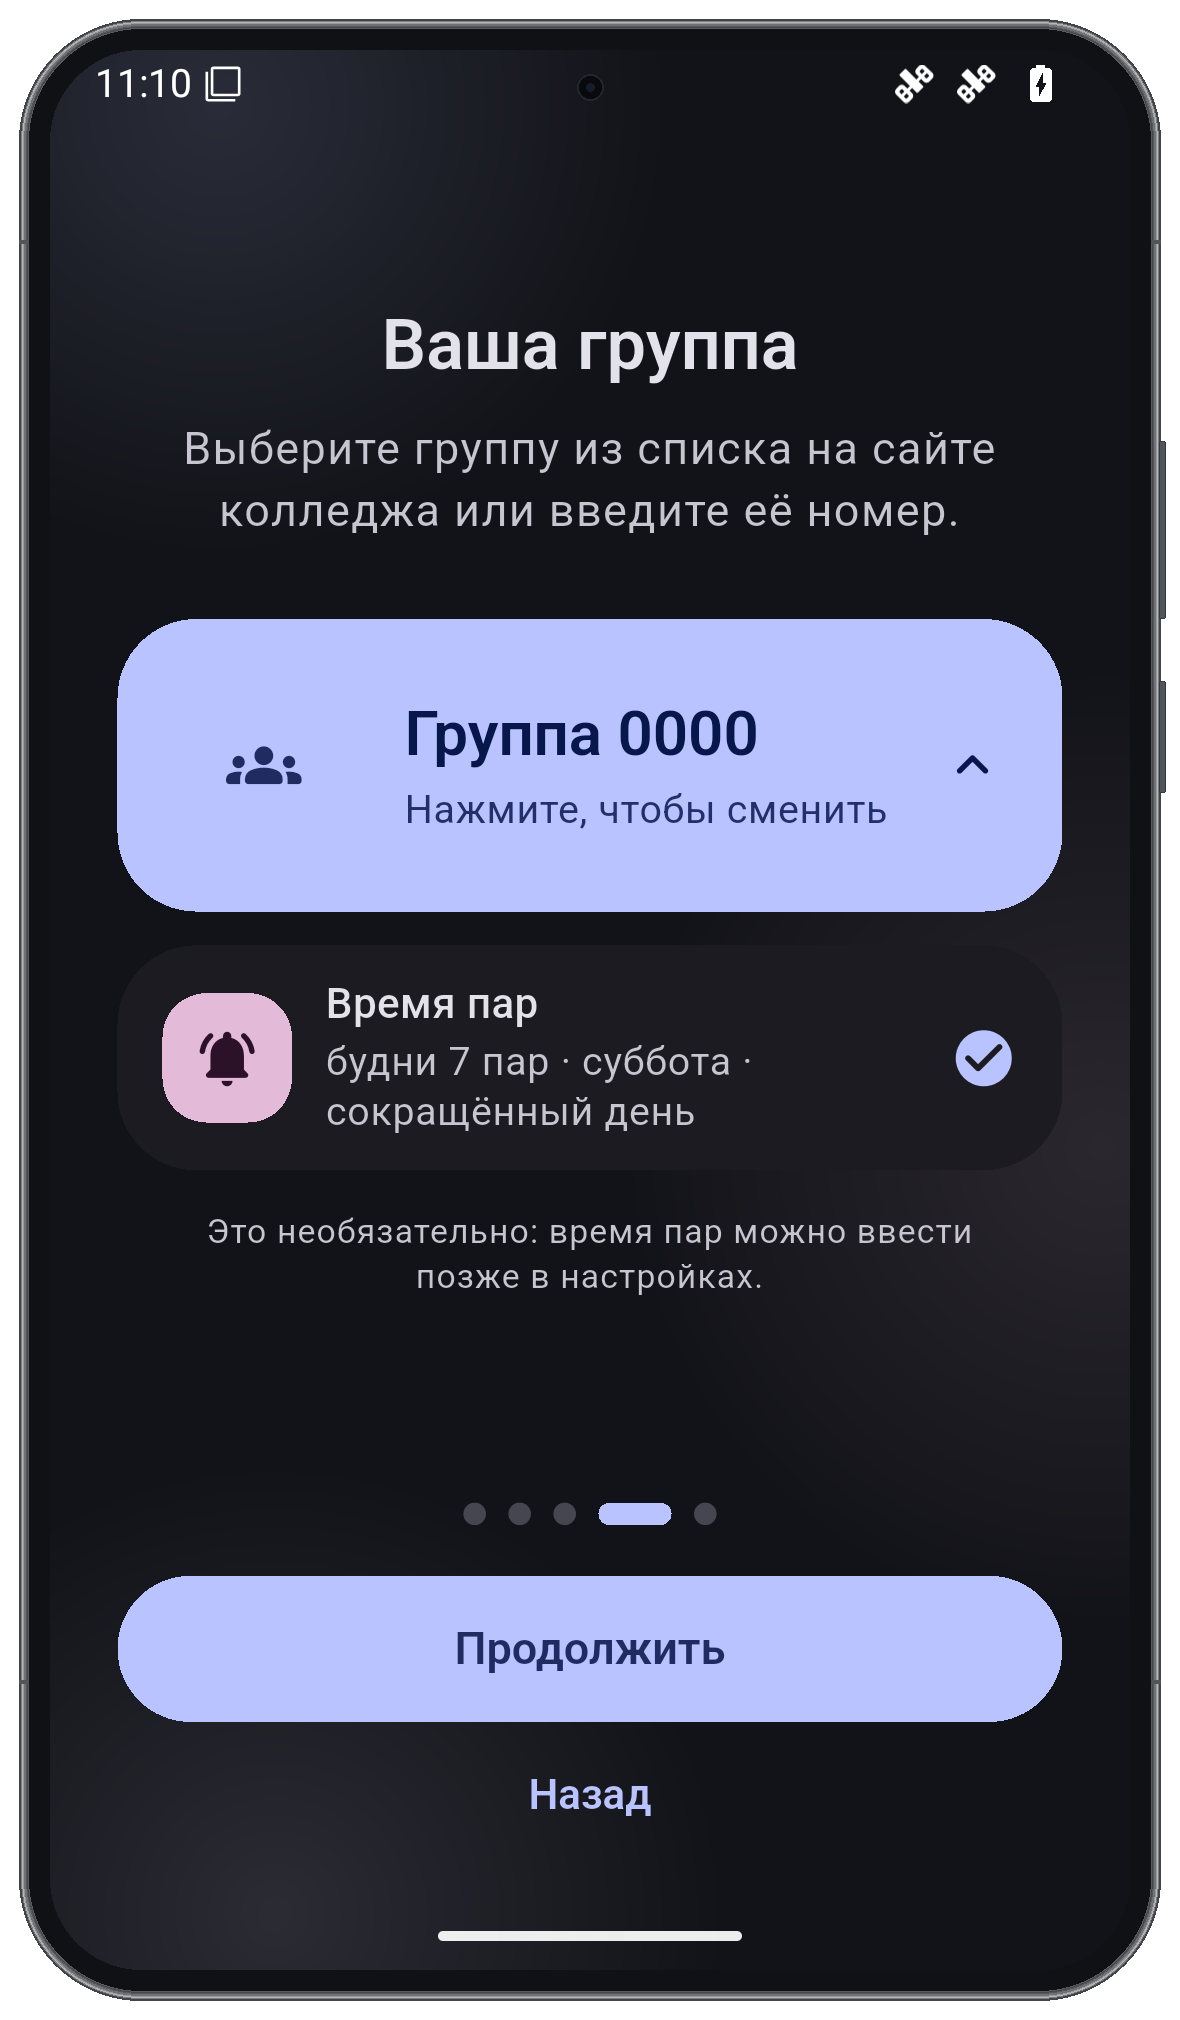 11:10
Ваша группа
Выберите группу из списка на сайте
колледжа или введите её номер.
Группа 0000
Нажмите, чтобы сменить
Время пар
будни 7 пар · суббота ·
сокращённый день
Это необязательно: время пар можно ввести
позже в настройках.
Продолжить
Назад